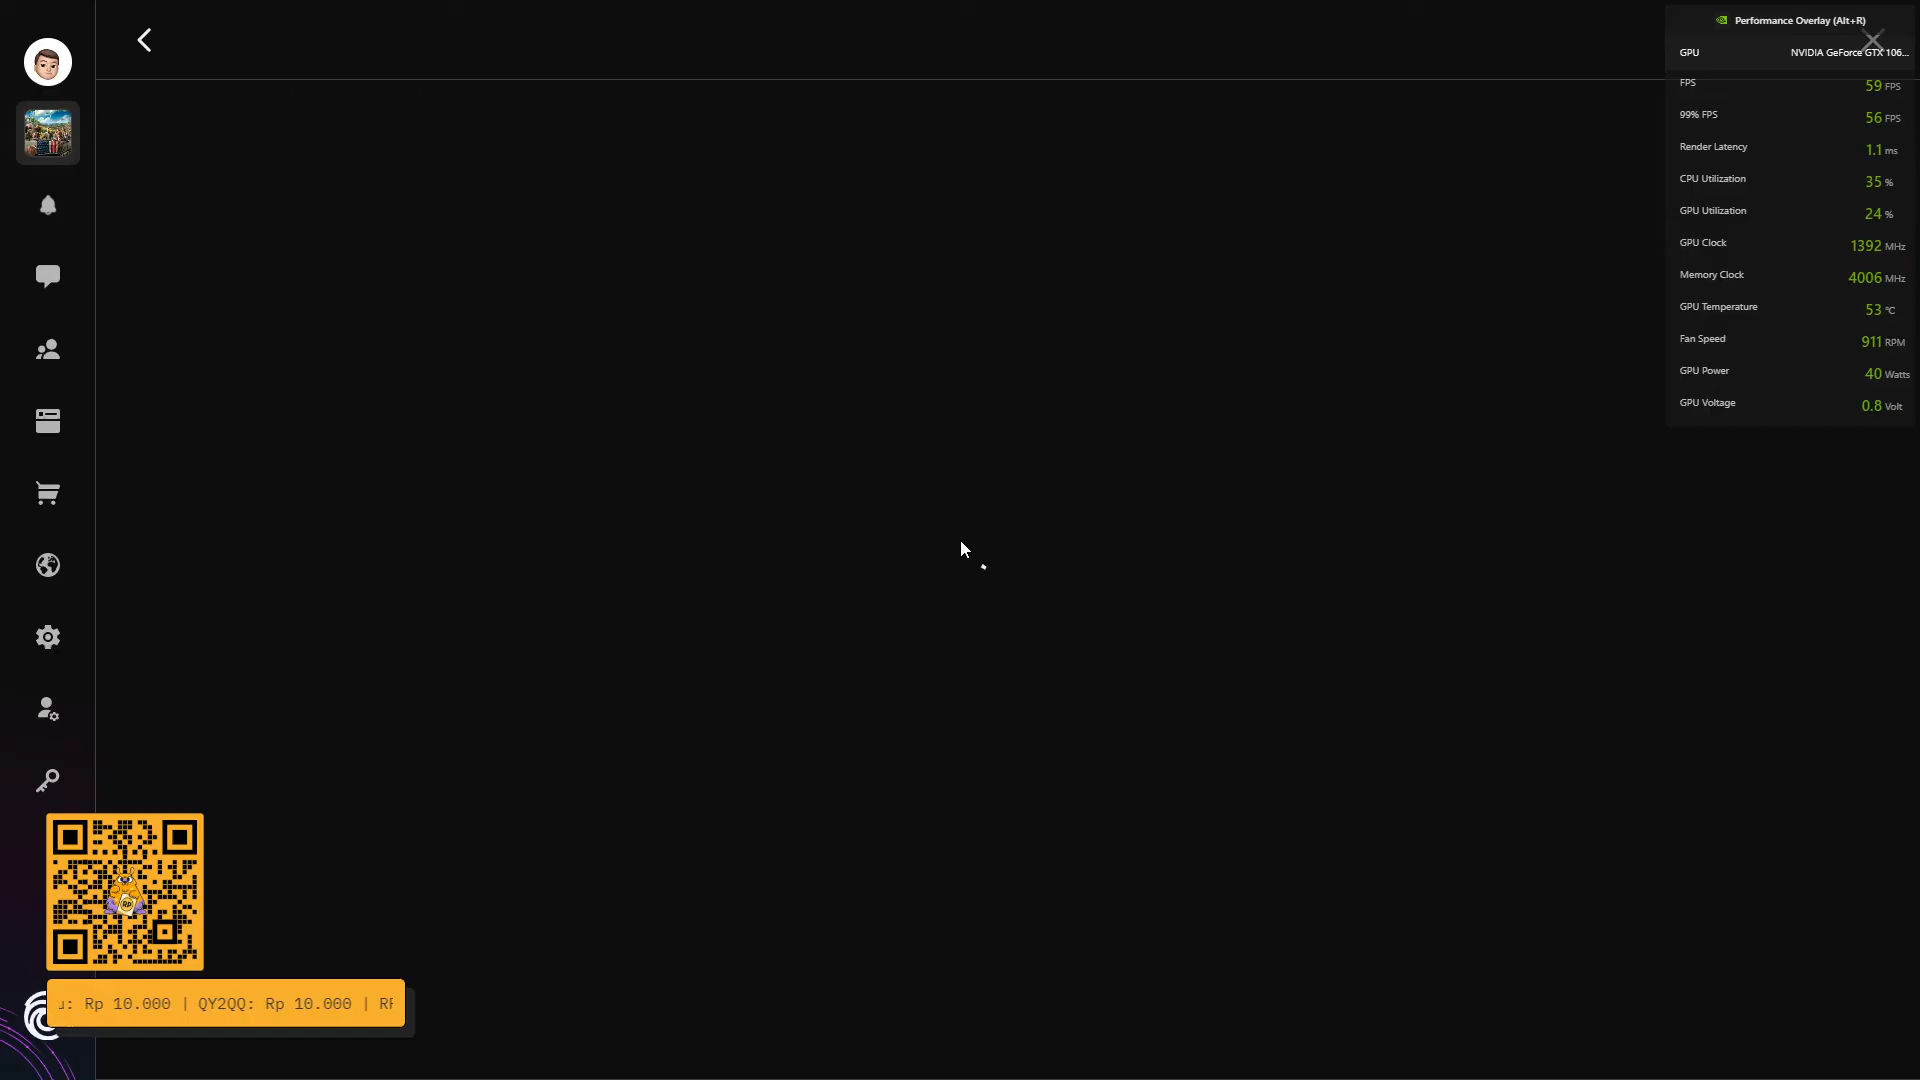 Performance Overlay (Alt+R)
GPU NVIDIA GeForce GTX 106...
FPS 59 FPS
99% FPS 56 FPS
Render Latency 1.1 ms
CPU Utilization 35 %
GPU Utilization 24 %
GPU Clock 1392 MHz
Memory Clock 4006 MHz
GPU Temperature 53 °C
Fan Speed 911 RPM
GPU Power 40 Watts
GPU Voltage 0.8 Volt
RP
: Rp 10.000 | QY2QQ: Rp 10.000 |